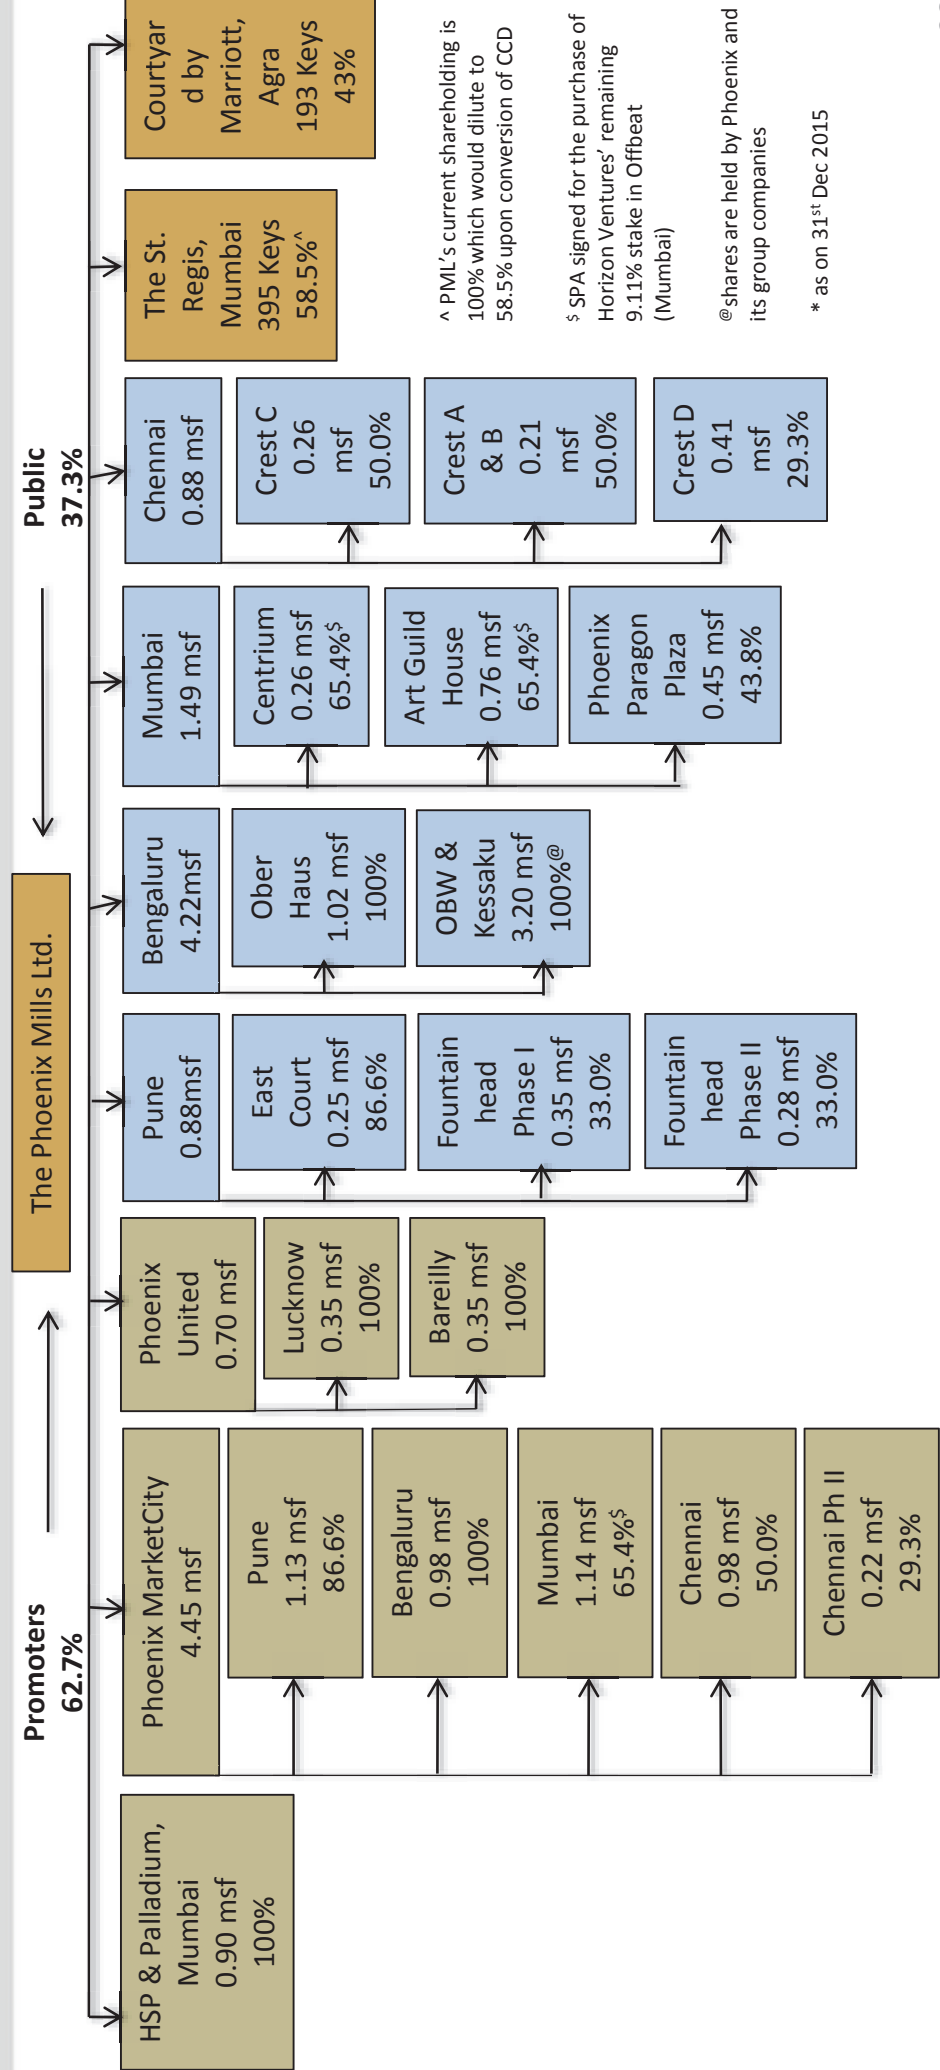 The Phoenix Mills Ltd.
Promoters
62.7%
Public
37.3%
HSP & Palladium,
Mumbai
0.90 msf
100%
Phoenix MarketCity
4.45 msf
Pune
1.13 msf
86.6%
Bengaluru
0.98 msf
100%
Mumbai
1.14 msf
65.4%$
Chennai
0.98 msf
50.0%
Chennai Ph II
0.22 msf
29.3%
Phoenix
United
0.70 msf
Lucknow
0.35 msf
100%
Bareilly
0.35 msf
100%
Pune
0.88msf
East
Court
0.25 msf
86.6%
Fountain
head
Phase I
0.35 msf
33.0%
Fountain
head
Phase II
0.28 msf
33.0%
Bengaluru
4.22msf
Ober
Haus
1.02 msf
100%
OBW &
Kessaku
3.20 msf
100%@
Mumbai
1.49 msf
Centrium
0.26 msf
65.4%$
Art Guild
House
0.76 msf
65.4%$
Phoenix
Paragon
Plaza
0.45 msf
43.8%
Chennai
0.88 msf
Crest C
0.26
msf
50.0%
Crest A
& B
0.21
msf
50.0%
Crest D
0.41
msf
29.3%
The St.
Regis,
Mumbai
395 Keys
58.5%^
Courtyar
d by
Marriott,
Agra
193 Keys
43%
^ PML's current shareholding is
100% which would dilute to
58.5% upon conversion of CCD
$ SPA signed for the purchase of
Horizon Ventures' remaining
9.11% stake in Offbeat
(Mumbai)
@shares are held by Phoenix and
its group companies
* as on 31st Dec 2015